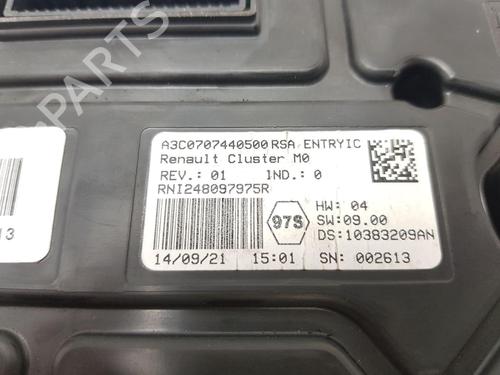 A3C0707440500 RSA ENTRYIC
Renault Cluster M0
REV.: 01 IND.: 0
RNI248097975R
97S
HW: 04
SW:09.00
DS:10383209AN
14/09/21 15:01 SN: 002613
13
B-PARTS